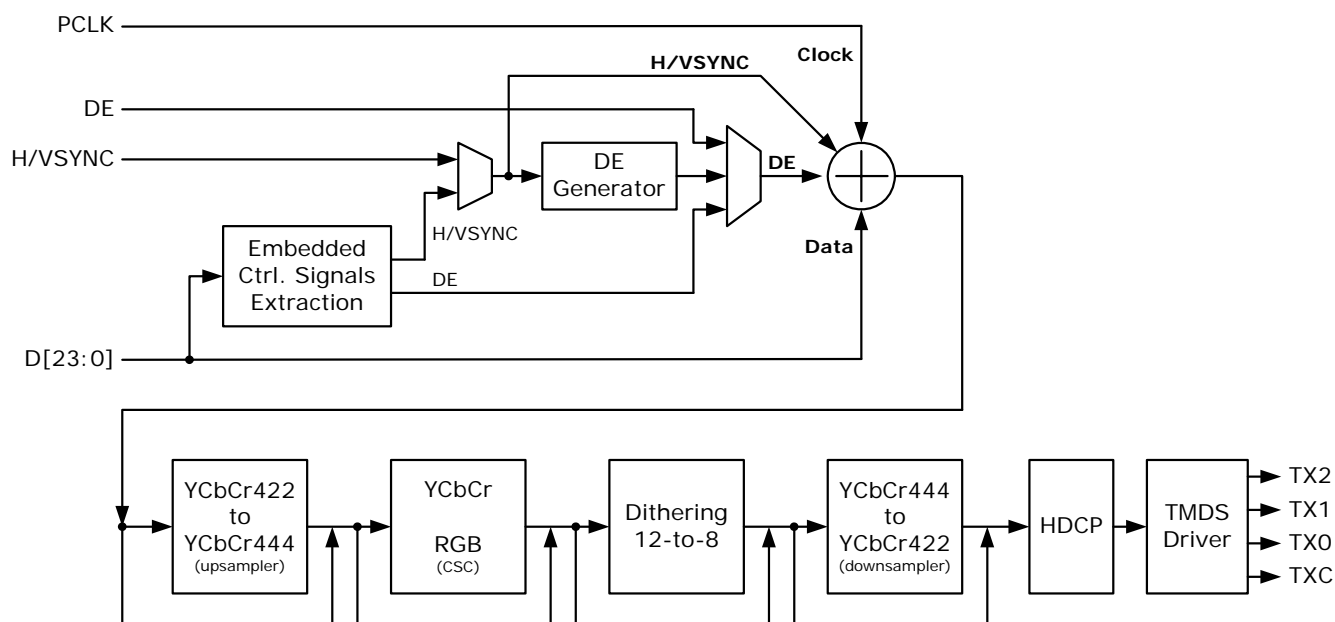 PCLK
Clock
H/VSYNC
DE
H/VSYNC
DE
Generator
DE
H/VSYNC
Data
Embedded
Ctrl. Signals
Extraction
DE
D[23:0]
YCbCr422
to
YCbCr444
(upsampler)
YCbCr
RGB
(CSC)
Dithering
12-to-8
YCbCr444
to
YCbCr422
(downsampler)
HDCP
TMDS
Driver
TX2
TX1
TX0
TXC